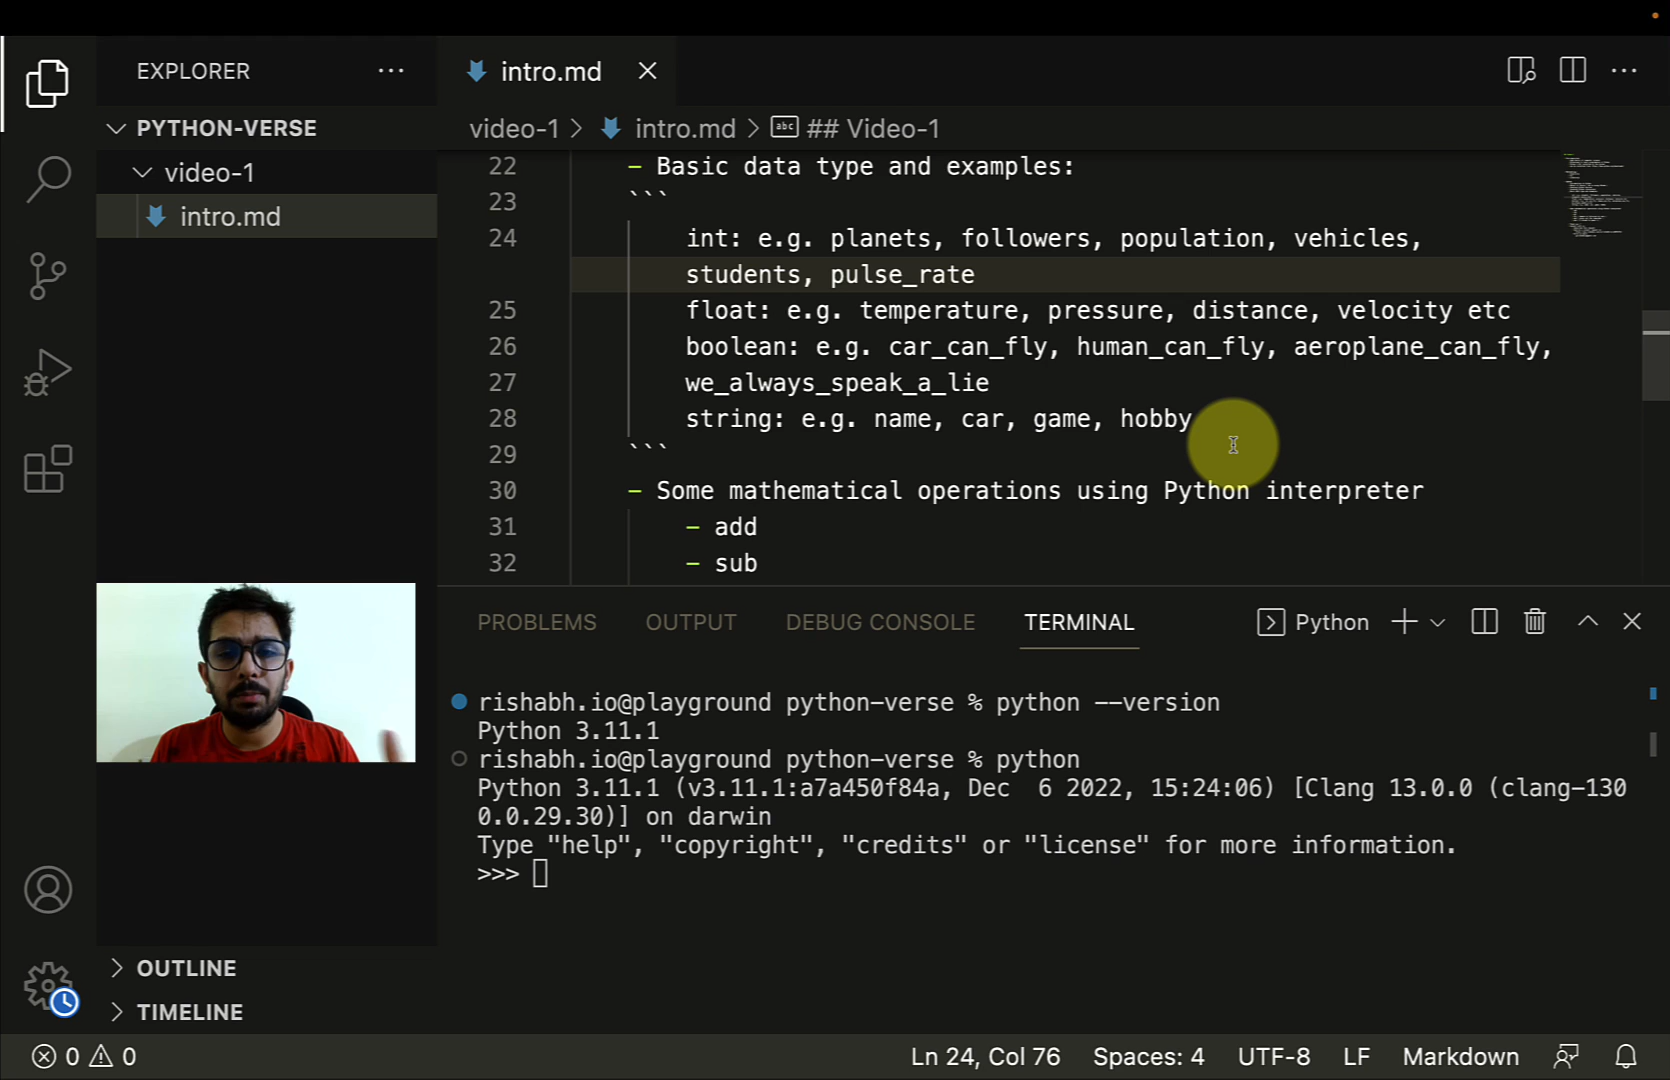 EXPLORER
intro.md
PYTHON-VERSE
video-1 > intro.md > abc ## Video-1
video-1
intro.md
22 - Basic data type and examples:
23 ```
24 int: e.g. planets, followers, population, vehicles,
students, pulse_rate
25 float: e.g. temperature, pressure, distance, velocity etc
26 boolean: e.g. car_can_fly, human_can_fly, aeroplane_can_fly,
27 we_always_speak_a_lie
28 string: e.g. name, car, game, hobby
29 ```
30 - Some mathematical operations using Python interpreter
31 - add
32 - sub
PROBLEMS OUTPUT DEBUG CONSOLE TERMINAL Python
rishabh.io@playground python-verse % python --version
Python 3.11.1
rishabh.io@playground python-verse % python
Python 3.11.1 (v3.11.1:a7a450f84a, Dec  6 2022, 15:24:06) [Clang 13.0.0 (clang-130
0.0.29.30)] on darwin
Type "help", "copyright", "credits" or "license" for more information.
>>>
OUTLINE
TIMELINE
0 0 Ln 24, Col 76 Spaces: 4 UTF-8 LF Markdown